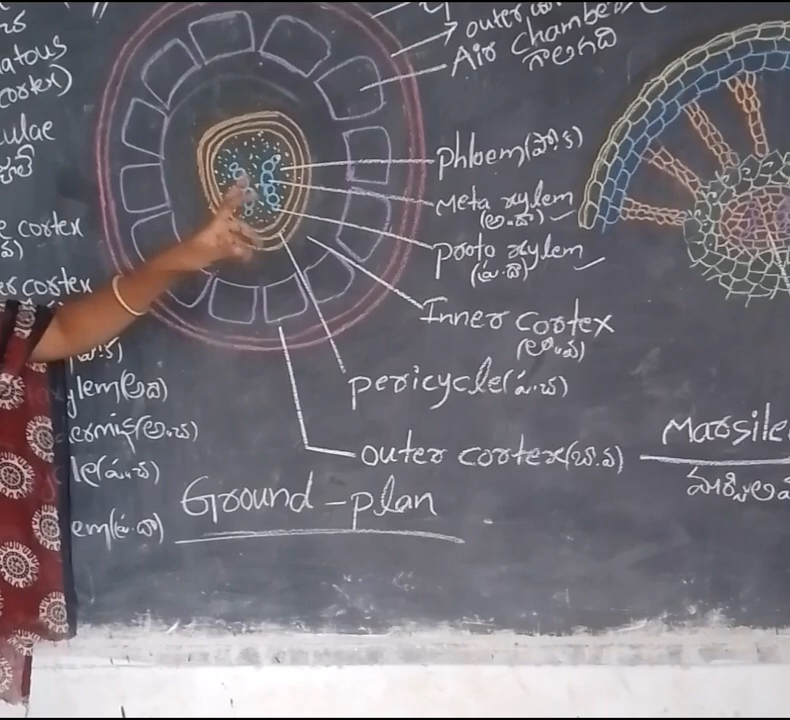 atous
cortex)
ulae
cortex
cortex
outer
Air chamber
గాలిగది
phloem(పో.క)
Meta xylem
(అ.దా)
proto xylem
(ప్ర.దా)
Inner cortex
(లో.వ)
pericycle(ప.చ)
outer cortex(బా.వ)
Ground-plan
ylem(అ.దా)
ermis(అం.చ)
le(ప.చ)
em(ప్ర.దా)
Marsile